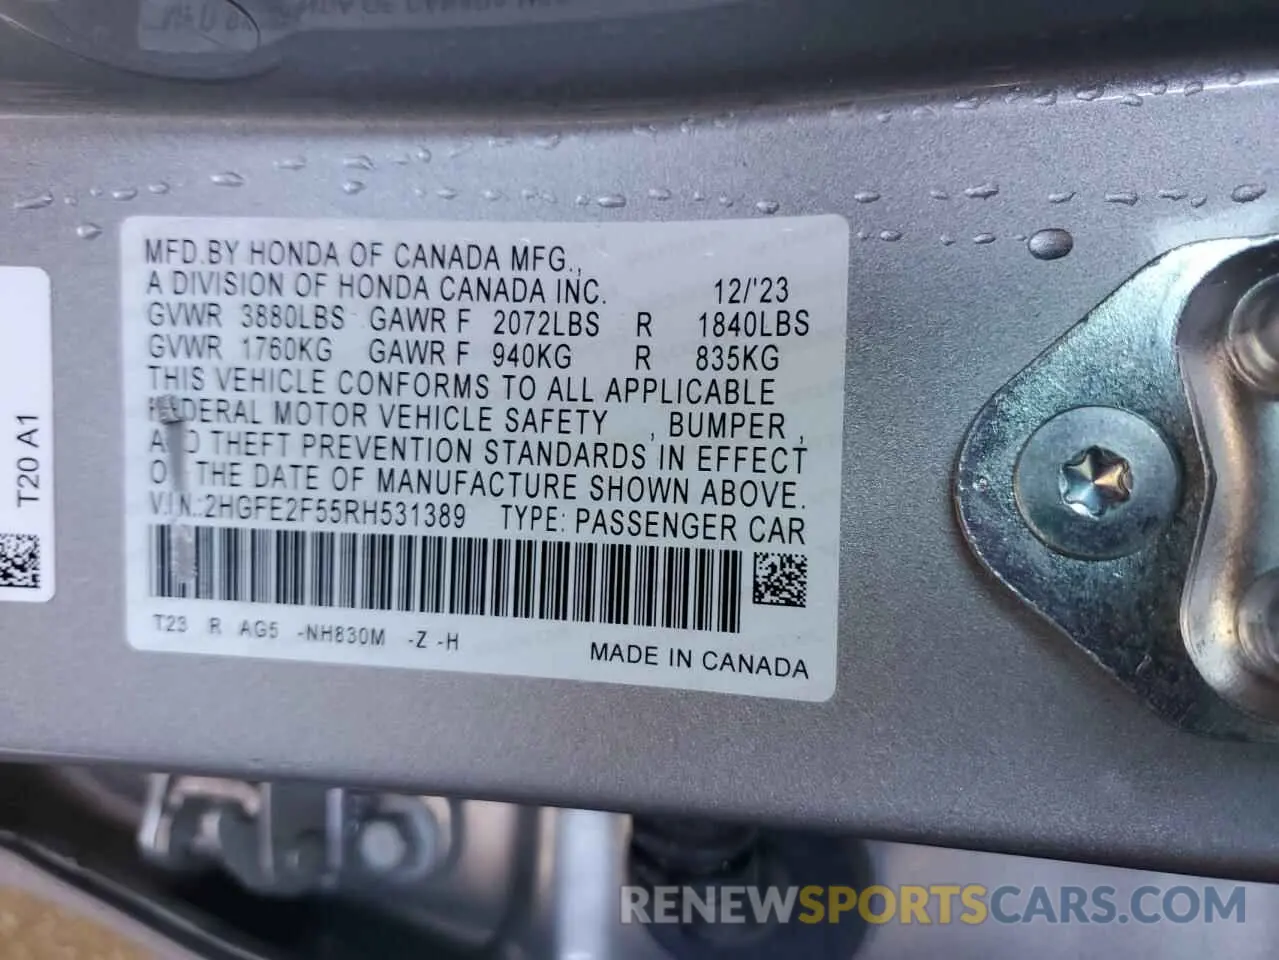 MFD.BY HONDA OF CANADA MFG.,
A DIVISION OF HONDA CANADA INC. 12/'23
GVWR 3880LBS GAWR F 2072LBS R 1840LBS
GVWR 1760KG GAWR F 940KG R 835KG
THIS VEHICLE CONFORMS TO ALL APPLICABLE
FEDERAL MOTOR VEHICLE SAFETY , BUMPER ,
AND THEFT PREVENTION STANDARDS IN EFFECT
ON THE DATE OF MANUFACTURE SHOWN ABOVE.
V.I.N.:2HGFE2F55RH531389 TYPE: PASSENGER CAR
T23 R AG5 -NH830M -Z -H
MADE IN CANADA
T20 A1
RENEWSPORTSCARS.COM